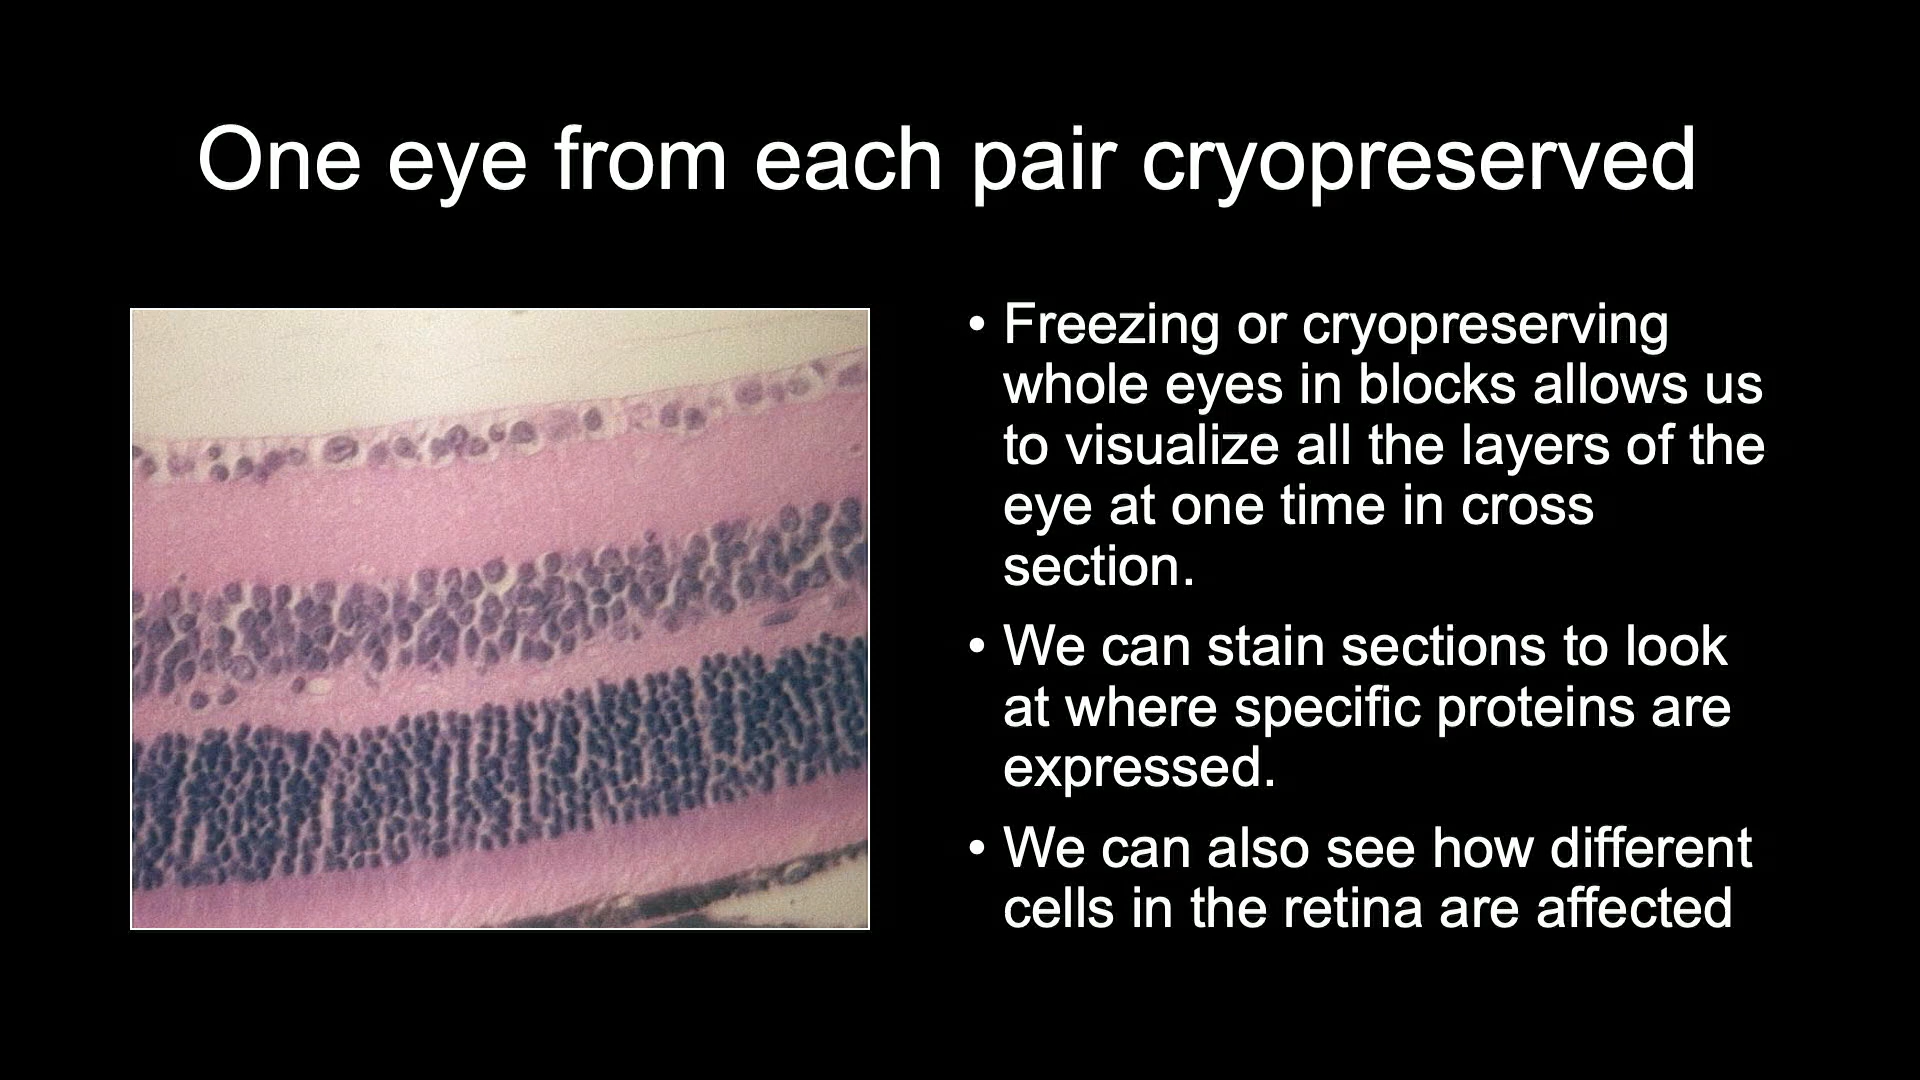 One eye from each pair cryopreserved
• Freezing or cryopreserving
whole eyes in blocks allows us
to visualize all the layers of the
eye at one time in cross
section.
• We can stain sections to look
at where specific proteins are
expressed.
• We can also see how different
cells in the retina are affected